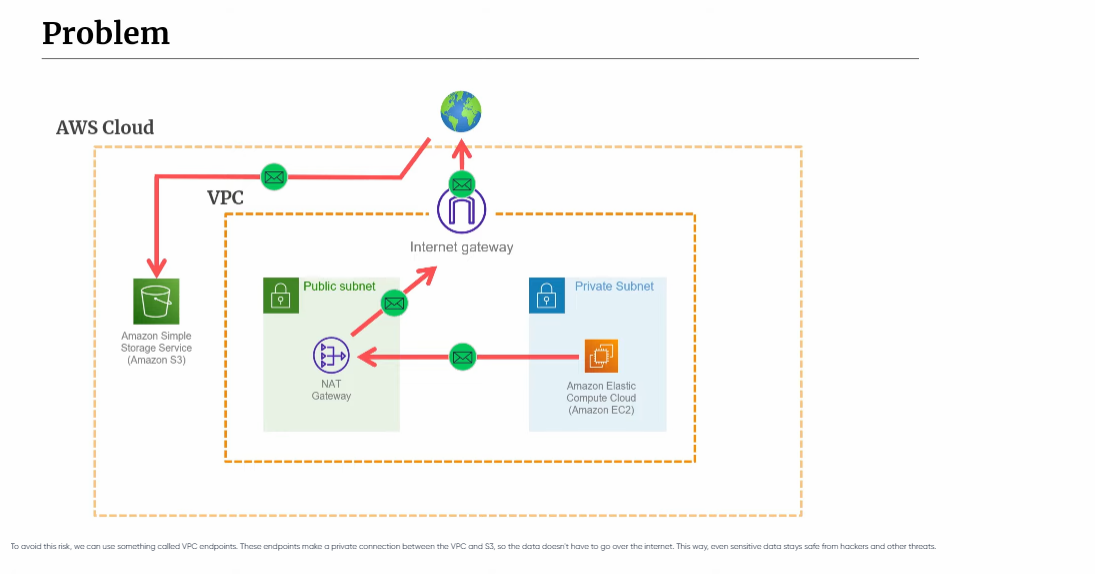 Problem
AWS Cloud
VPC
Internet gateway
Public subnet
Private Subnet
Amazon Simple
Storage Service
(Amazon S3)
NAT
Gateway
Amazon Elastic
Compute Cloud
(Amazon EC2)
To avoid this risk, we can use something called VPC endpoints. These endpoints make a private connection between the VPC and S3, so the data doesn't have to go over the internet. This way, even sensitive data stays safe from hackers and other threats.